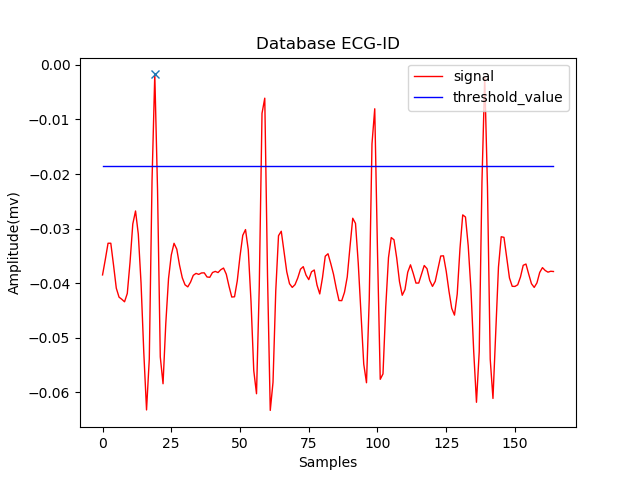 Database ECG-ID
signal
threshold_value
0.00
−0.01
−0.02
−0.03
−0.04
−0.05
−0.06
Amplitude(mv)
0 25 50 75 100 125 150
Samples